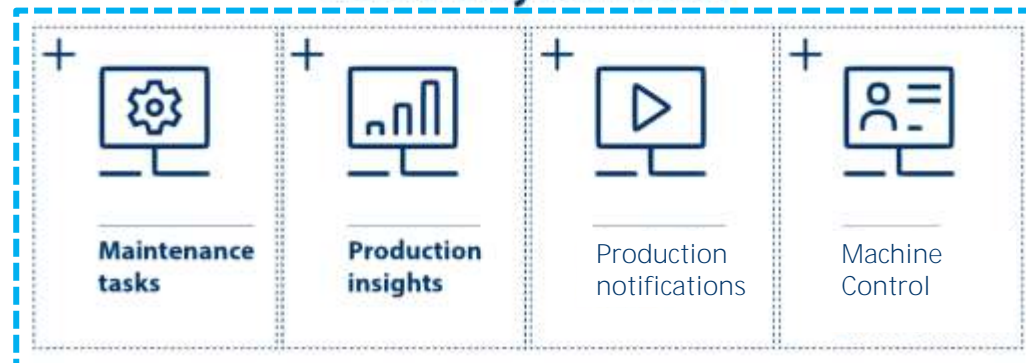 Maintenance
tasks
Production
insights
Production
notifications
Machine
Control